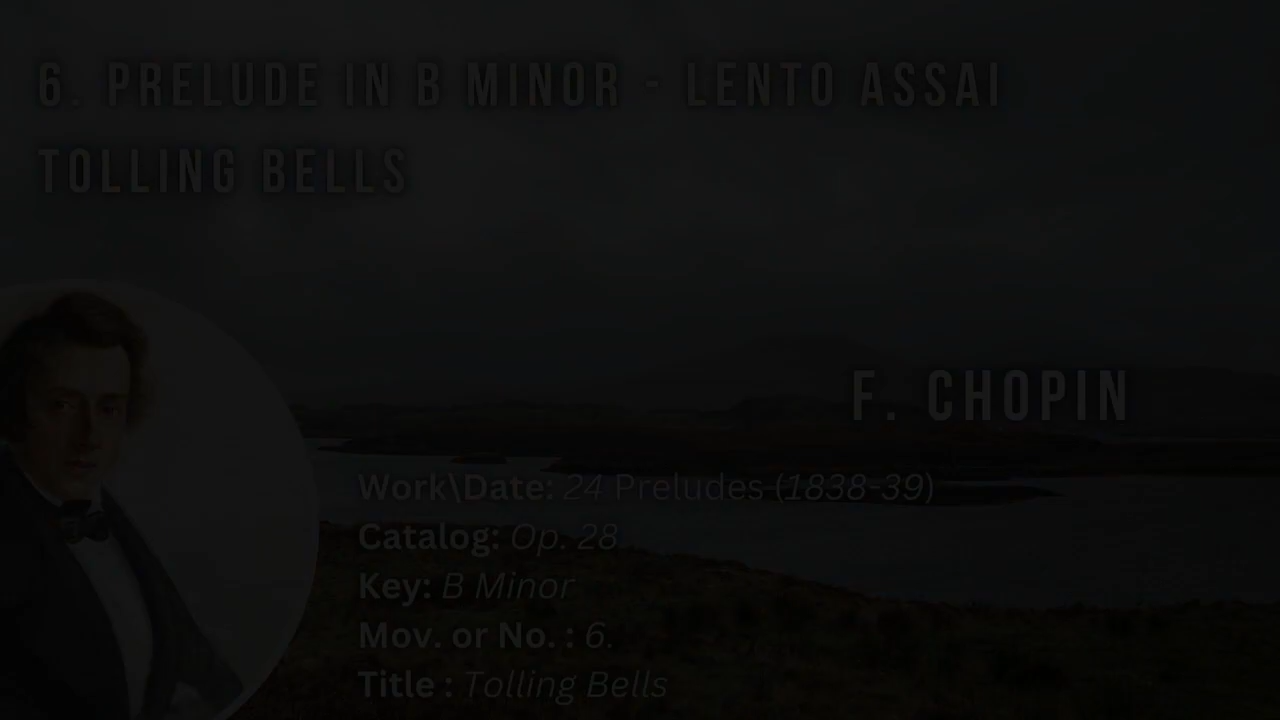 6. PRELUDE IN B MINOR - LENTO ASSAI
TOLLING BELLS
F. CHOPIN
Work\Date: 24 Preludes (1838-39)
Catalog: Op. 28
Key: B Minor
Mov. or No. : 6.
Title : Tolling Bells